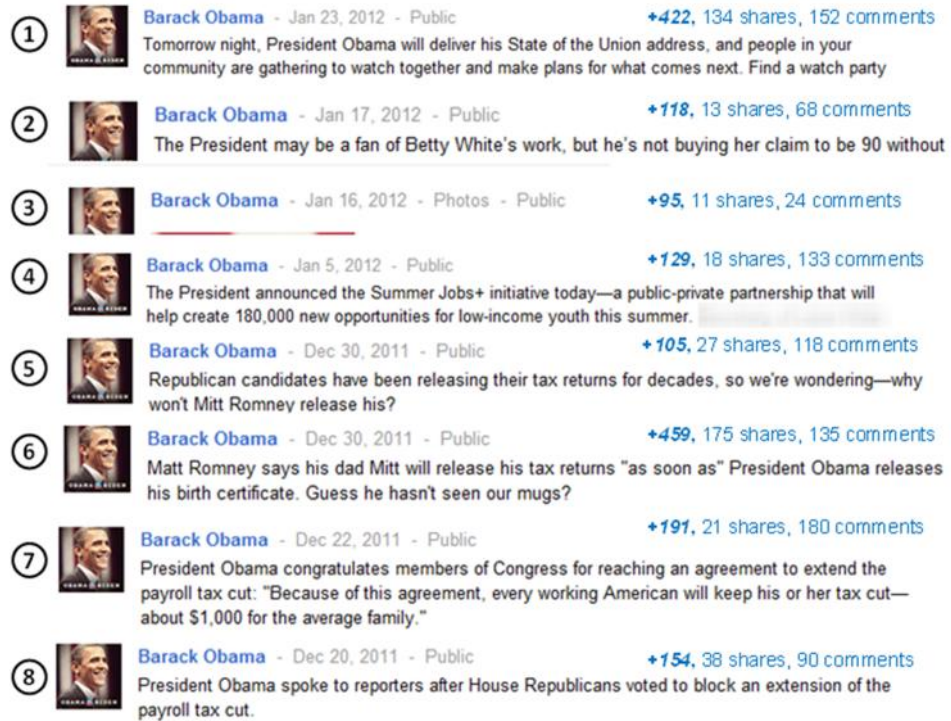 1 Barack Obama - Jan 23, 2012 - Public +422, 134 shares, 152 comments
Tomorrow night, President Obama will deliver his State of the Union address, and people in your
community are gathering to watch together and make plans for what comes next. Find a watch party
2 Barack Obama - Jan 17, 2012 - Public +118, 13 shares, 68 comments
The President may be a fan of Betty White's work, but he's not buying her claim to be 90 without
3 Barack Obama - Jan 16, 2012 - Photos - Public +95, 11 shares, 24 comments
4 Barack Obama - Jan 5, 2012 - Public +129, 18 shares, 133 comments
The President announced the Summer Jobs+ initiative today—a public-private partnership that will
help create 180,000 new opportunities for low-income youth this summer.
5 Barack Obama - Dec 30, 2011 - Public +105, 27 shares, 118 comments
Republican candidates have been releasing their tax returns for decades, so we're wondering—why
won't Mitt Romney release his?
6 Barack Obama - Dec 30, 2011 - Public +459, 175 shares, 135 comments
Matt Romney says his dad Mitt will release his tax returns "as soon as" President Obama releases
his birth certificate. Guess he hasn't seen our mugs?
7 Barack Obama - Dec 22, 2011 - Public +191, 21 shares, 180 comments
President Obama congratulates members of Congress for reaching an agreement to extend the
payroll tax cut: "Because of this agreement, every working American will keep his or her tax cut—
about $1,000 for the average family."
8 Barack Obama - Dec 20, 2011 - Public +154, 38 shares, 90 comments
President Obama spoke to reporters after House Republicans voted to block an extension of the
payroll tax cut.